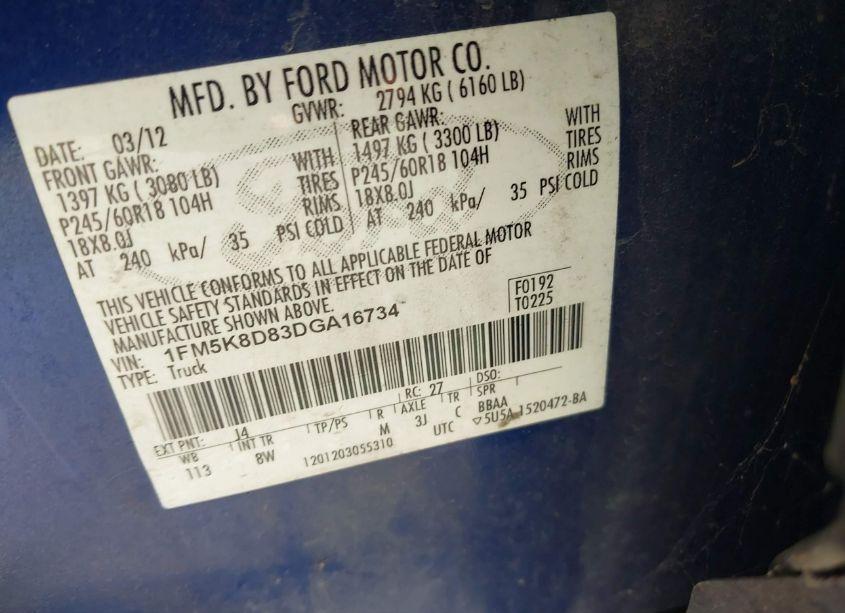 MFD. BY FORD MOTOR CO.
DATE: 03/12 GVWR: 2794 KG ( 6160 LB)
FRONT GAWR: REAR GAWR:
1397 KG ( 3080 LB) WITH 1497 KG ( 3300 LB) WITH
P245/60R18 104H TIRES P245/60R18 104H TIRES
18X8.0J RIMS 18X8.0J RIMS
AT 240 kPa/ 35 PSI COLD AT 240 kPa/ 35 PSI COLD
THIS VEHICLE CONFORMS TO ALL APPLICABLE FEDERAL MOTOR
VEHICLE SAFETY STANDARDS IN EFFECT ON THE DATE OF
MANUFACTURE SHOWN ABOVE.
F0192
T0225
VIN: 1FM5K8D83DGA16734
TYPE: Truck
EXT PNT: J4 RC: 27 DSO:
WB INT TR TP/PS R AXLE TR SPR
113 8W M 3J C BBAA
1201203055310 UTC ▽5U5A 1520472-BA